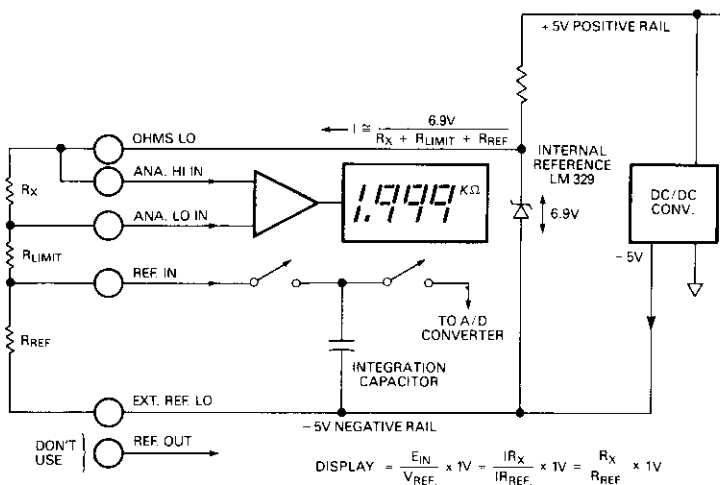 +5V POSITIVE RAIL
I ≅ 6.9V / (RX + RLIMIT + RREF)
OHMS LO
ANA. HI IN
RX
ANA. LO IN
1.999 KΩ
INTERNAL
REFERENCE
LM 329
6.9V
DC/DC
CONV.
RLIMIT
-5V
REF. IN
TO A/D
CONVERTER
RREF
INTEGRATION
CAPACITOR
EXT. REF. LO
-5V NEGATIVE RAIL
DON'T
USE
REF. OUT
DISPLAY = EIN / VREF. x 1V = IRX / IRREF. x 1V = RX / RREF x 1V